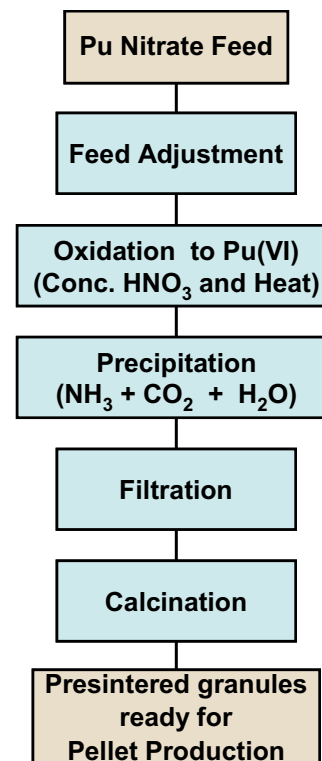 Pu Nitrate Feed
Feed Adjustment
Oxidation to Pu(VI)
(Conc. HNO₃ and Heat)
Precipitation
(NH₃ + CO₂ + H₂O)
Filtration
Calcination
Presintered granules
ready for
Pellet Production